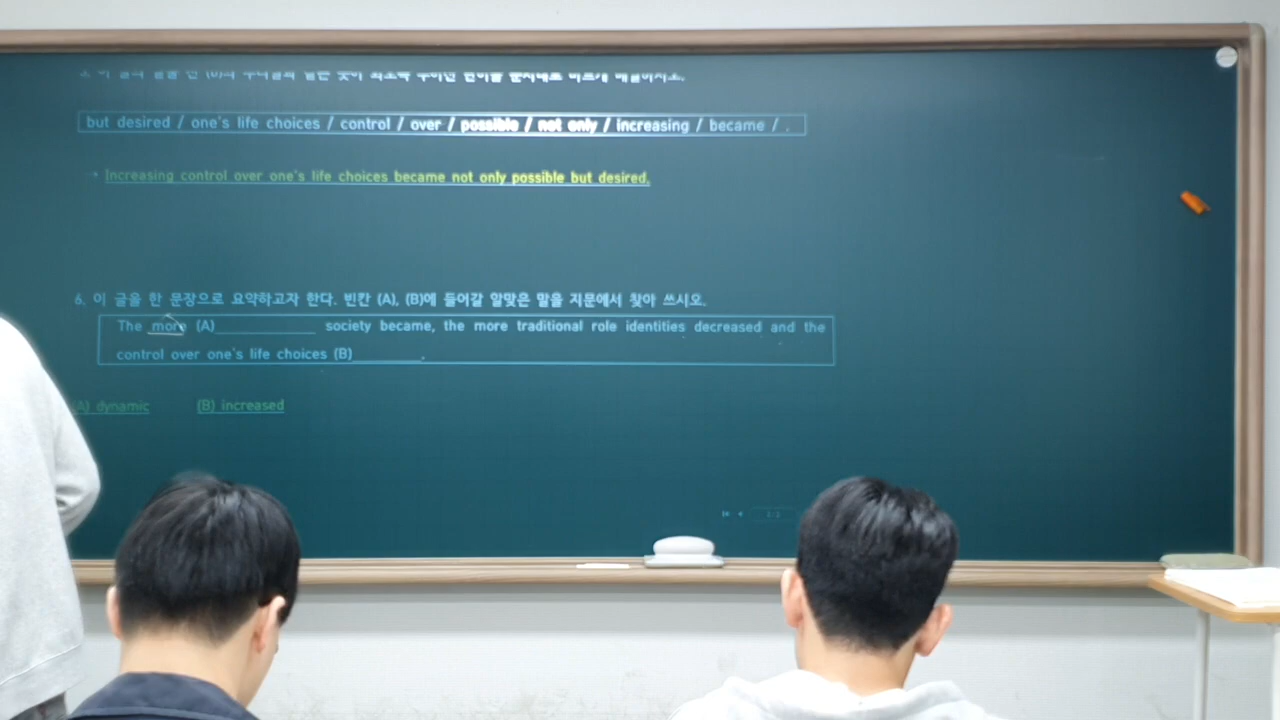 but desired / one's life choices / control / over / possible / not only / increasing / became / .
Increasing control over one's life choices became not only possible but desired.
6. 이 글을 한 문장으로 요약하고자 한다. 빈칸 (A), (B)에 들어갈 알맞은 말을 지문에서 찾아 쓰시오.
The more (A)____________ society became, the more traditional role identities decreased and the
control over one's life choices (B)________.
(A) dynamic (B) increased